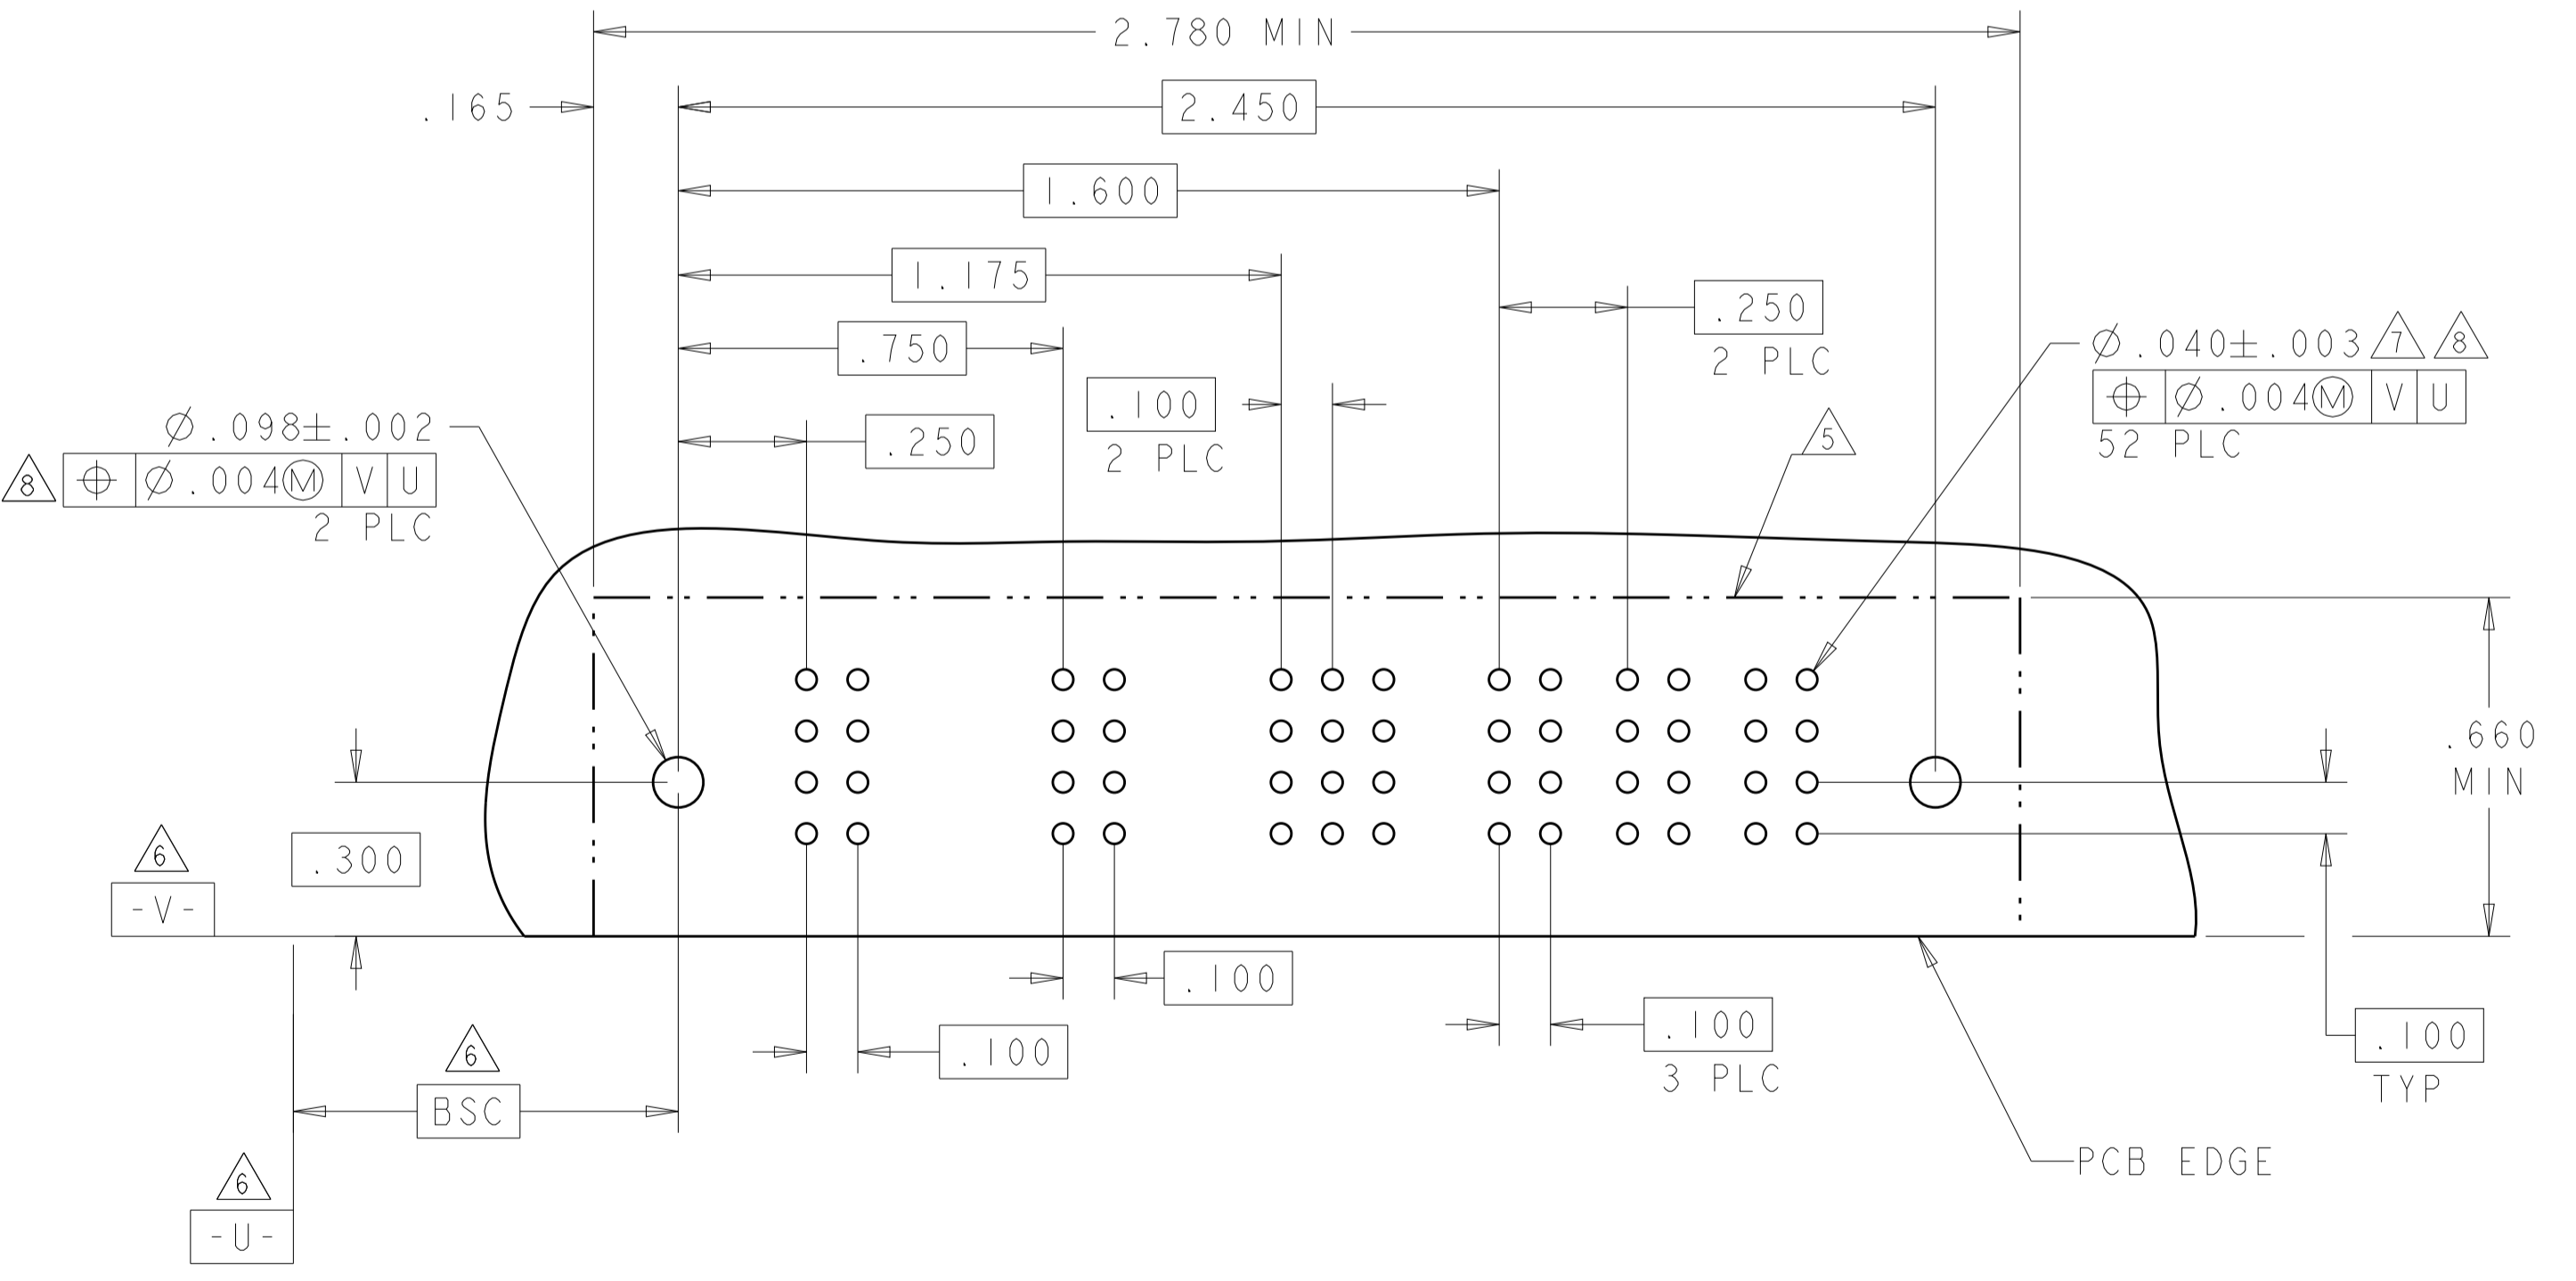 2.780 MIN
.165
2.450
1.600
1.175
.250
2 PLC
.750
⌀.040±.003 7 8
⌖ ⌀.004Ⓜ V U
52 PLC
.100
2 PLC
⌀.098±.002
8 ⌖ ⌀.004Ⓜ V U
2 PLC
.250
5
.660
MIN
6
.300
-V-
.100
.100
3 PLC
.100
TYP
6
.100
BSC
PCB EDGE
6
-U-